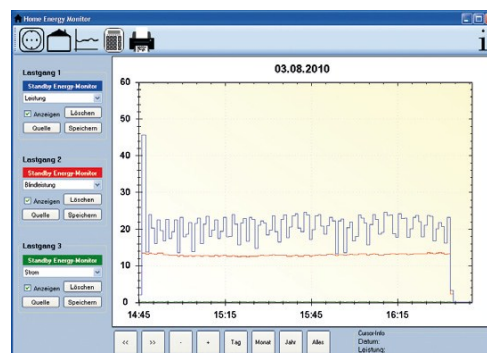 Home Energy Monitor
i
Lastgang 1
Standby Energy-Monitor
Leistung
Anzeigen Löschen
Quelle Speichern
Lastgang 2
Standby Energy-Monitor
Blindleistung
Anzeigen Löschen
Quelle Speichern
Lastgang 3
Standby Energy-Monitor
Strom
Anzeigen Löschen
Quelle Speichern
03.08.2010
60
50
40
30
20
10
0
14:45 15:15 15:45 16:15
<< >> - + Tag Monat Jahr Alles
CursorInfo
Datum:
Leistung: